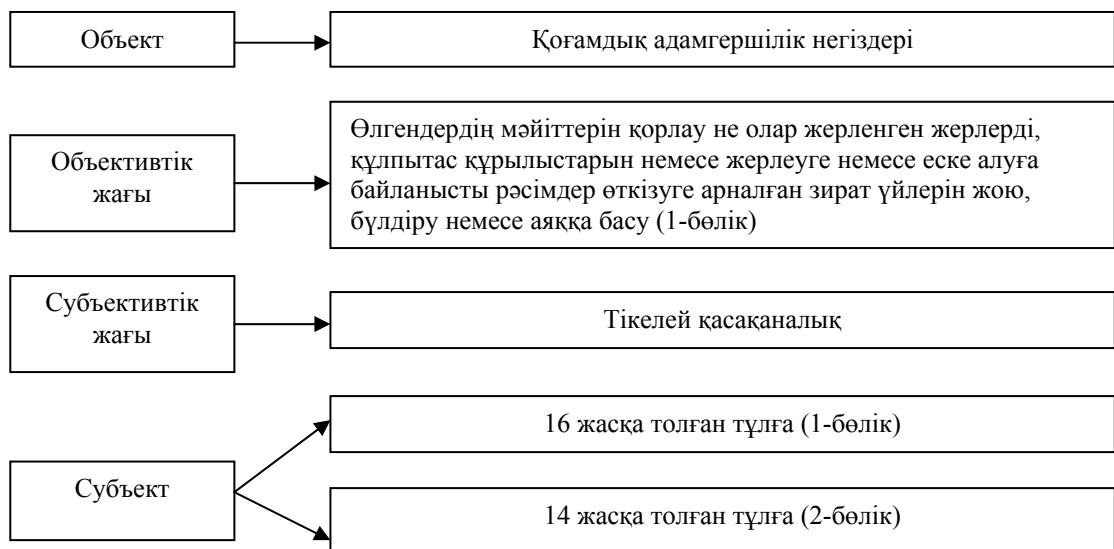 Объект
Қоғамдық адамгершілік негіздері
Объективтік
жағы
Өлгендердің мәйіттерін қорлау не олар жерленген жерлерді,
құлпытас құрылыстарын немесе жерлеуге немесе еске алуға
байланысты рәсімдер өткізуге арналған зират үйлерін жою,
бүлдіру немесе аяққа басу (1-бөлік)
Субъективтік
жағы
Тікелей қасақаналық
Субъект
16 жасқа толған тұлға (1-бөлік)
14 жасқа толған тұлға (2-бөлік)